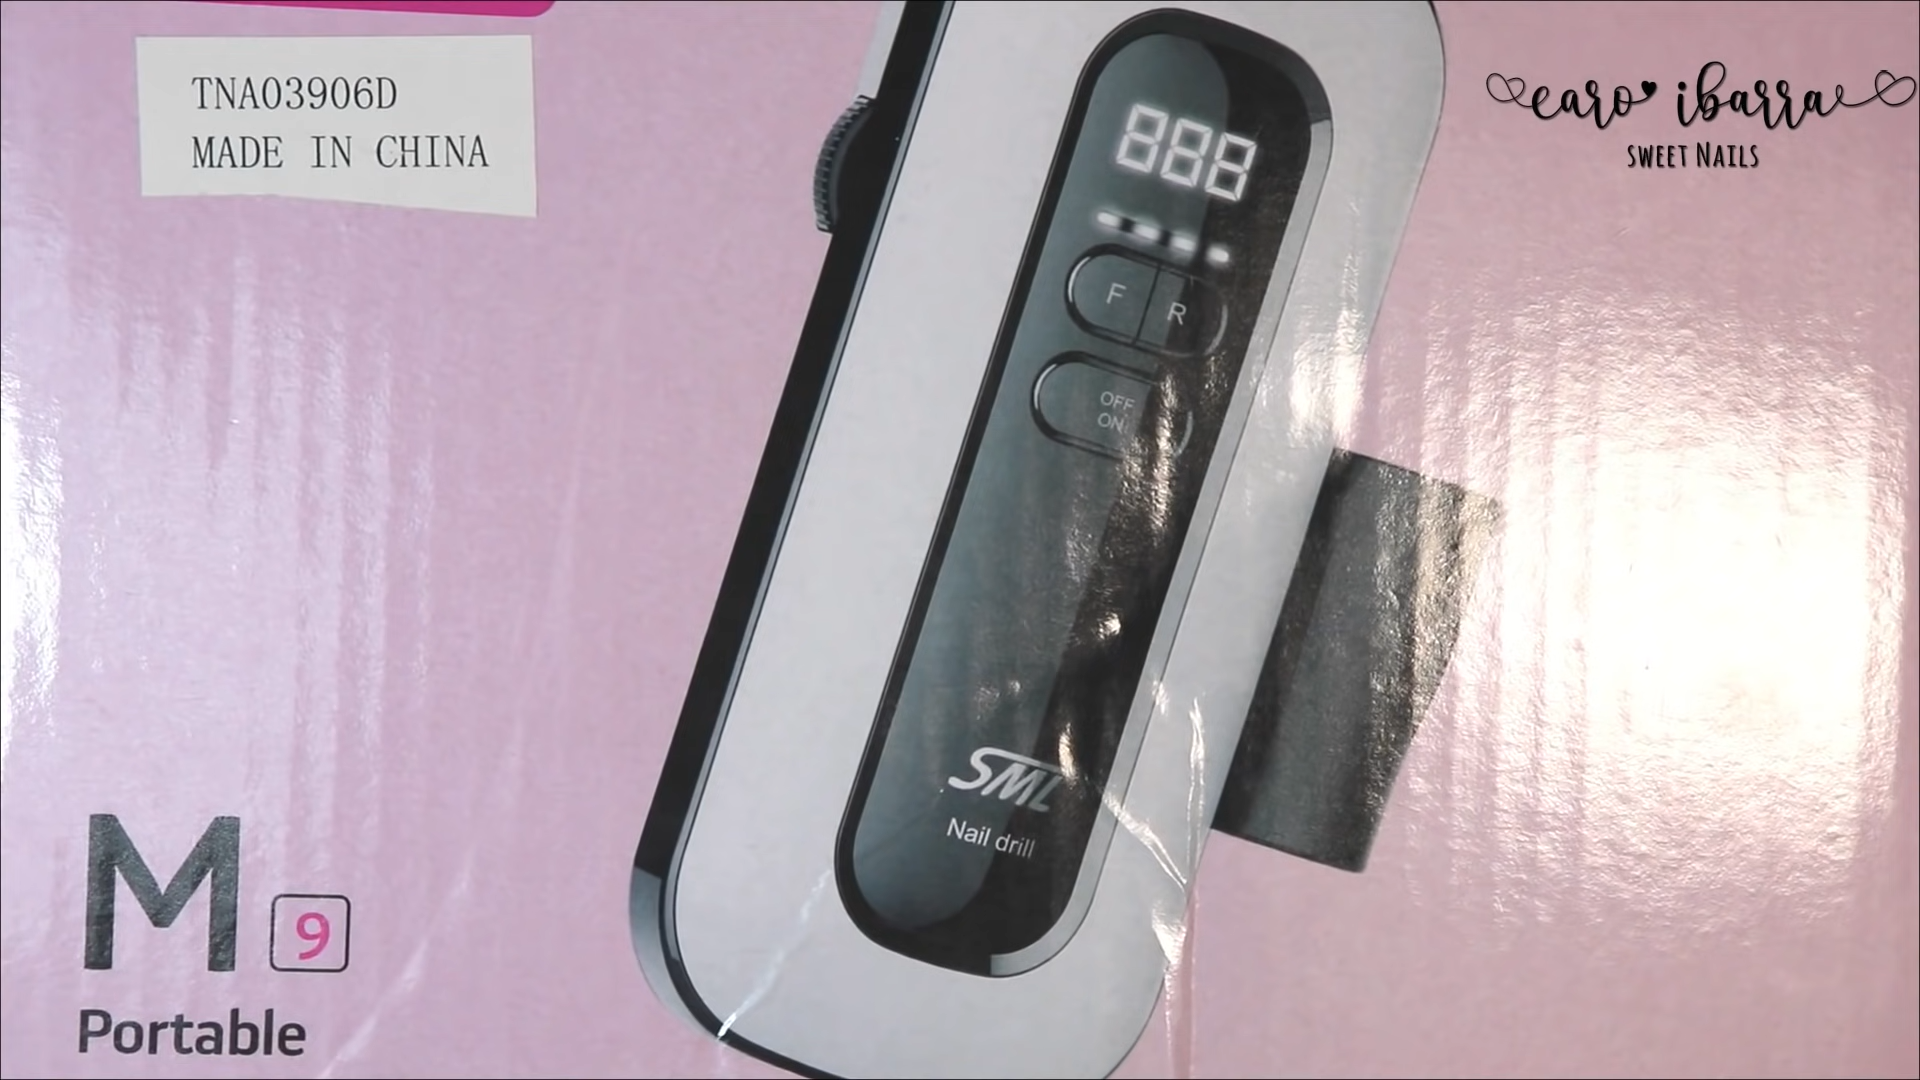 TNA03906D
MADE IN CHINA
caro ibarra
SWEET NAILS
888
F R
OFF
ON
SML
Nail drill
M 9
Portable